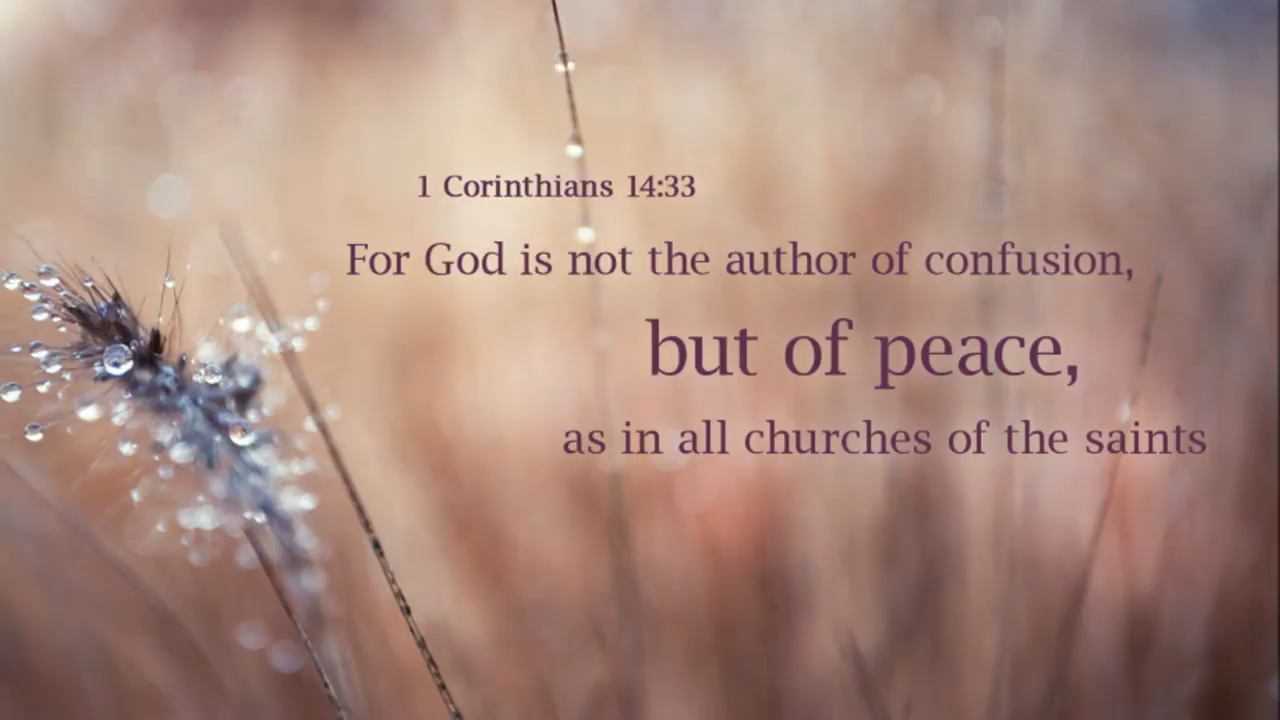 1 Corinthians 14:33
For God is not the author of confusion,
but of peace,
as in all churches of the saints